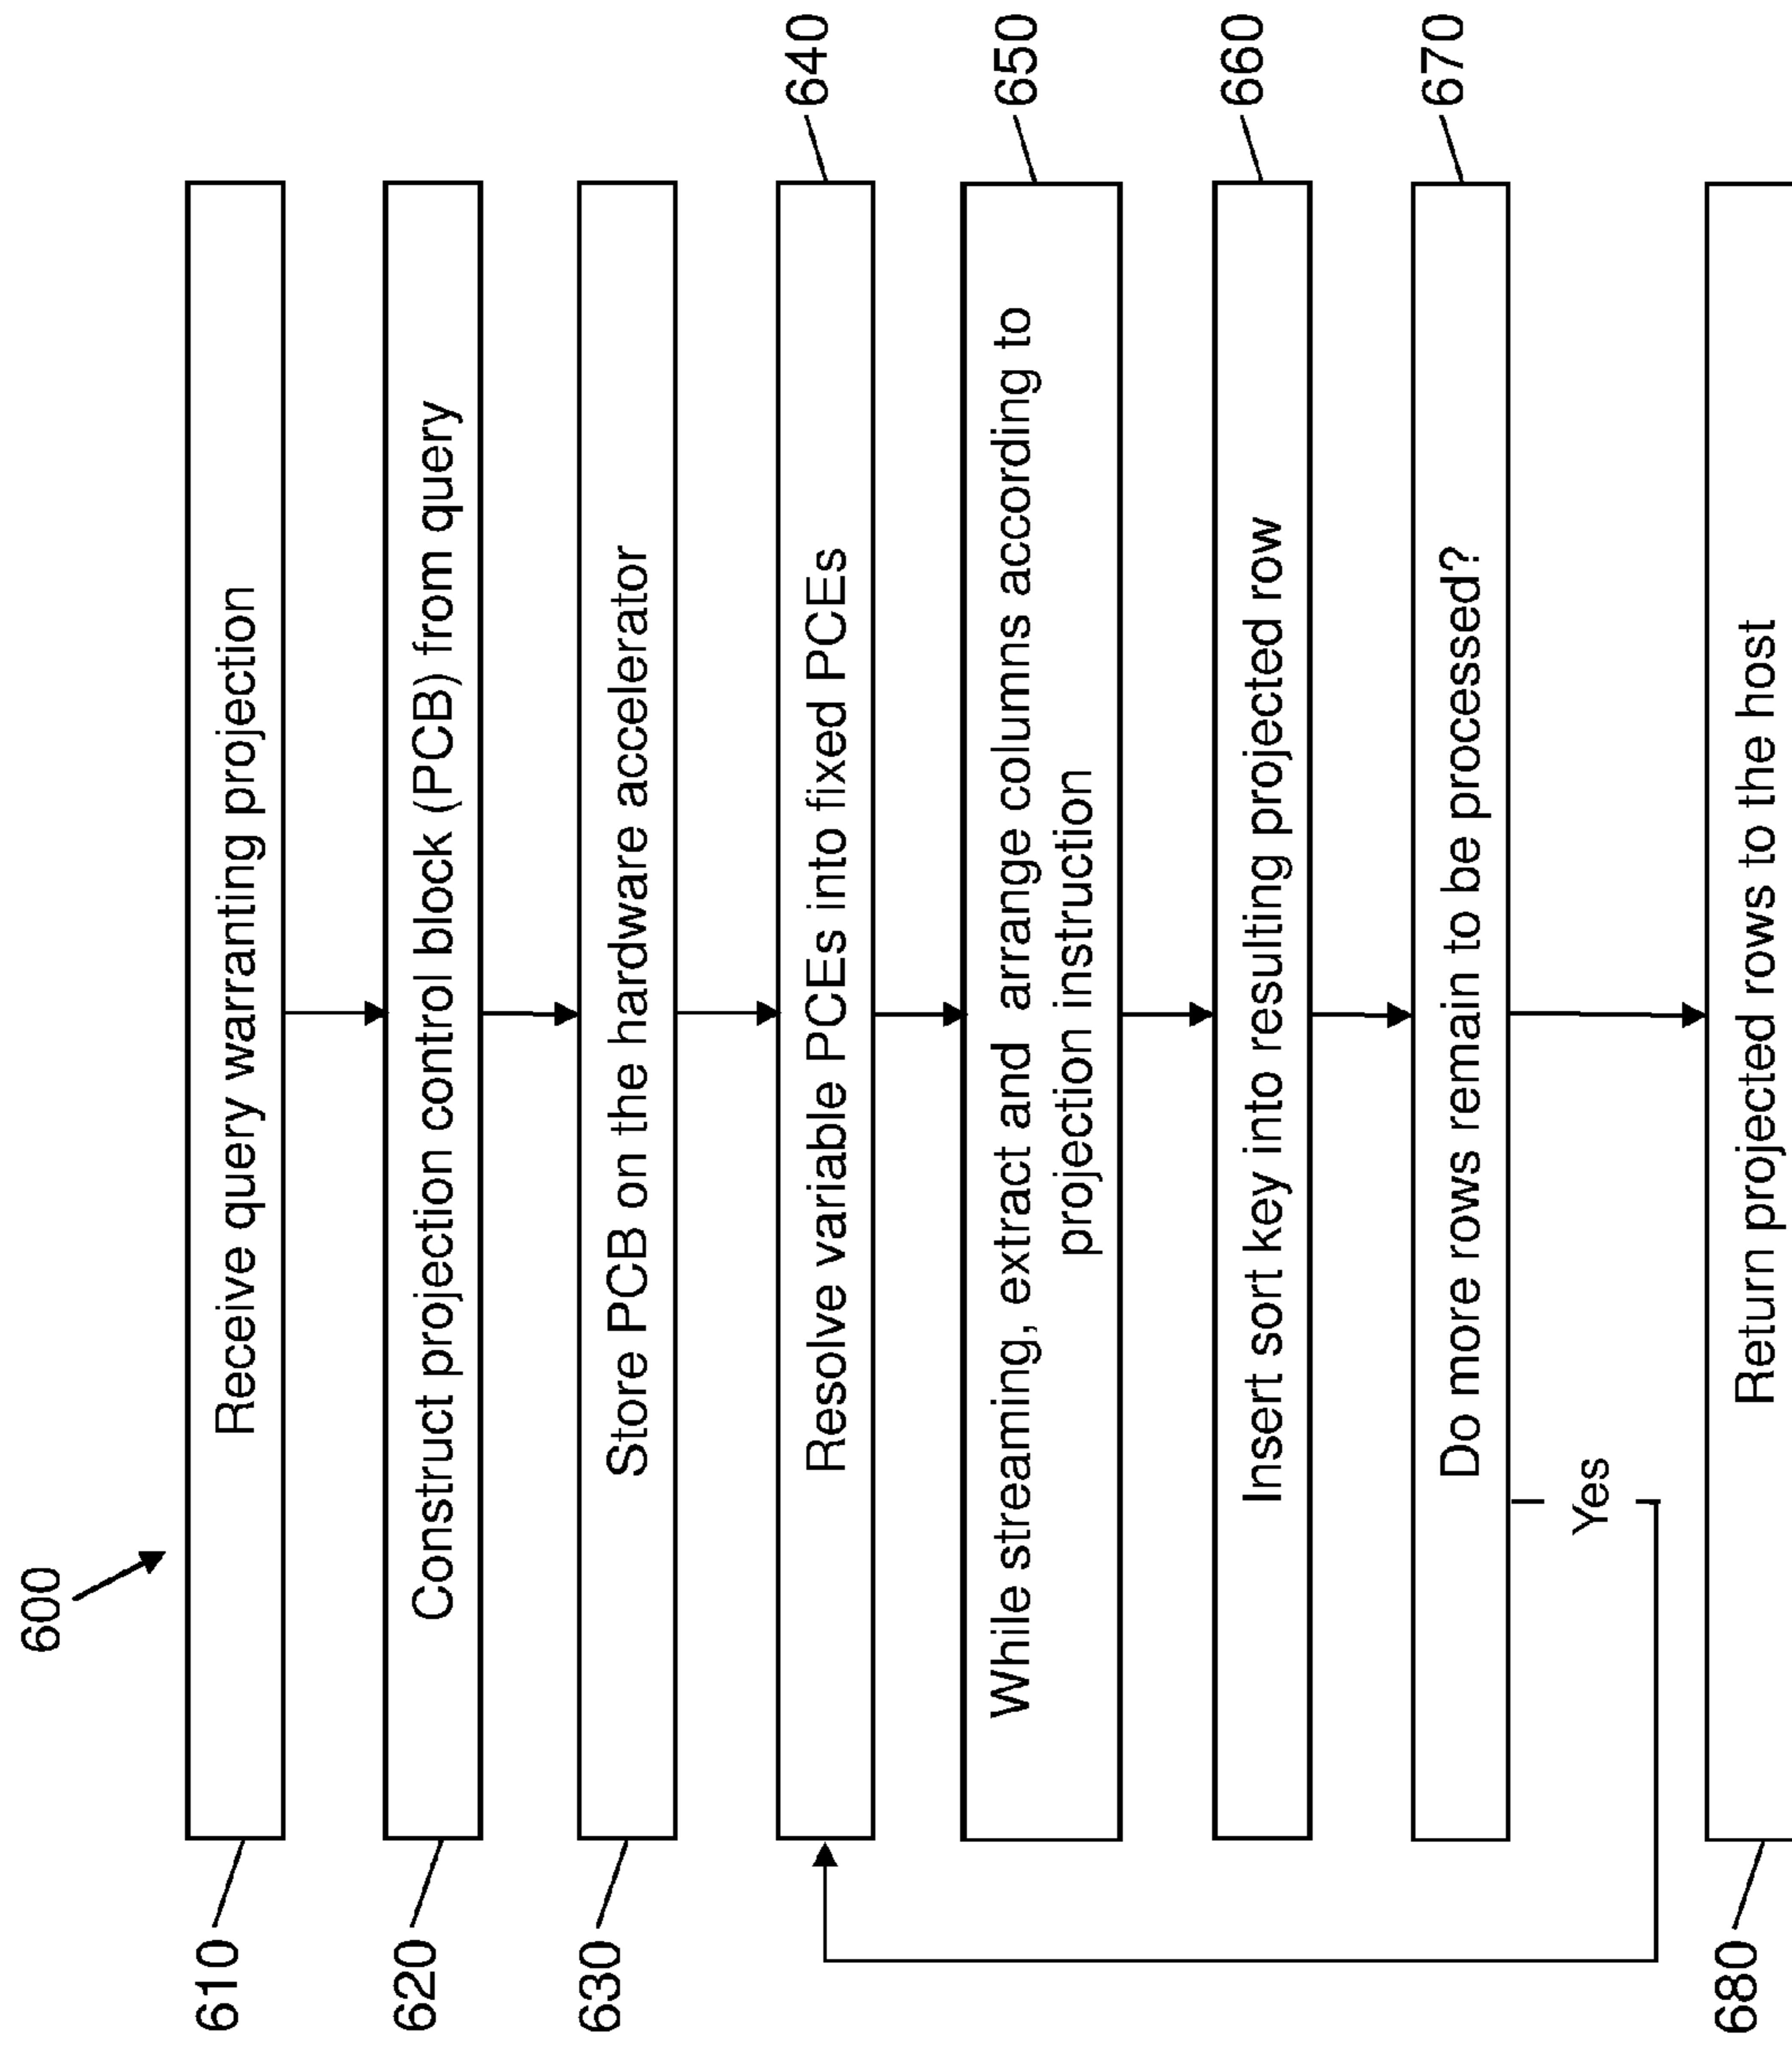 600
610
Receive query warranting projection
620
Construct projection control block (PCB) from query
630
Store PCB on the hardware accelerator
640
Resolve variable PCEs into fixed PCEs
650
While streaming, extract and arrange columns according to
projection instruction
660
Insert sort key into resulting projected row
670
Do more rows remain to be processed?
Yes
680
Return projected rows to the host